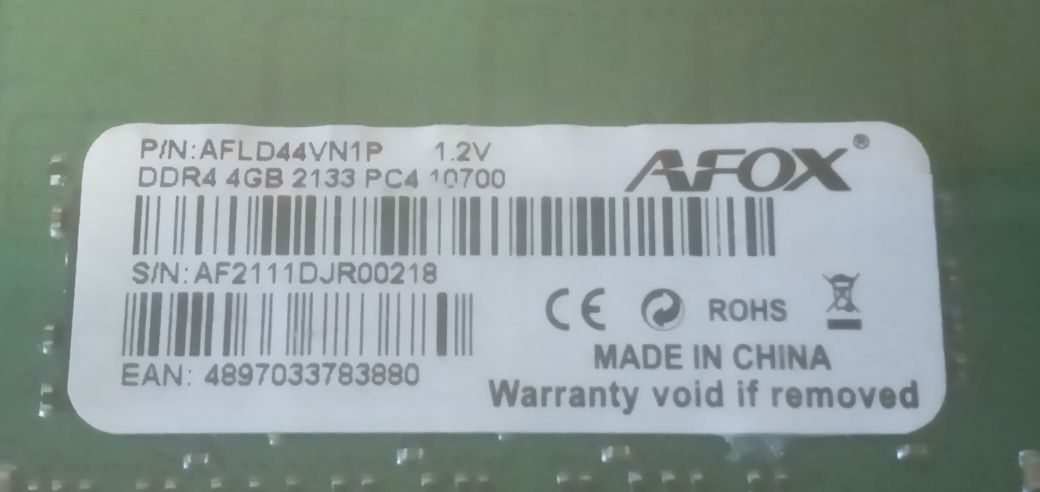 P/N:AFLD44VN1P 1.2V
DDR4 4GB 2133 PC4 10700
AFOX®
S/N:AF2111DJR00218
CE ROHS
MADE IN CHINA
EAN: 4897033783880
Warranty void if removed